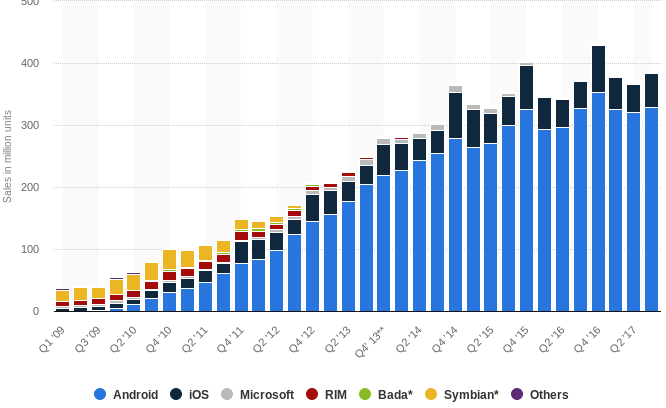 500
400
300
200
100
0
Sales in million units
Q1 '09
Q3 '09
Q2 '10
Q4 '10
Q2 '11
Q4 '11
Q2 '12
Q4 '12
Q2 '13
Q4' 13**
Q2 '14
Q4 '14
Q2 '15
Q4 '15
Q2 '16
Q4 '16
Q2 '17
Android iOS Microsoft RIM Bada* Symbian* Others